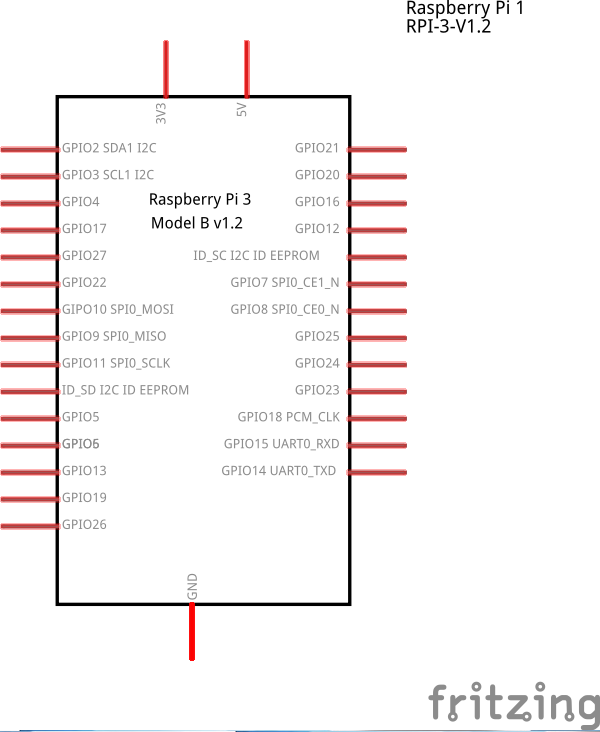 Raspberry Pi 1
RPI-3-V1.2
3V3
5V
GPIO2 SDA1 I2C
GPIO21
GPIO3 SCL1 I2C
GPIO20
GPIO4
Raspberry Pi 3
GPIO16
GPIO17
Model B v1.2
GPIO12
GPIO27
ID_SC I2C ID EEPROM
GPIO22
GPIO7 SPI0_CE1_N
GIPO10 SPI0_MOSI
GPIO8 SPI0_CE0_N
GPIO9 SPI0_MISO
GPIO25
GPIO11 SPI0_SCLK
GPIO24
ID_SD I2C ID EEPROM
GPIO23
GPIO5
GPIO18 PCM_CLK
GPIO6
GPIO15 UART0_RXD
GPIO13
GPIO14 UART0_TXD
GPIO19
GPIO26
GND
fritzing